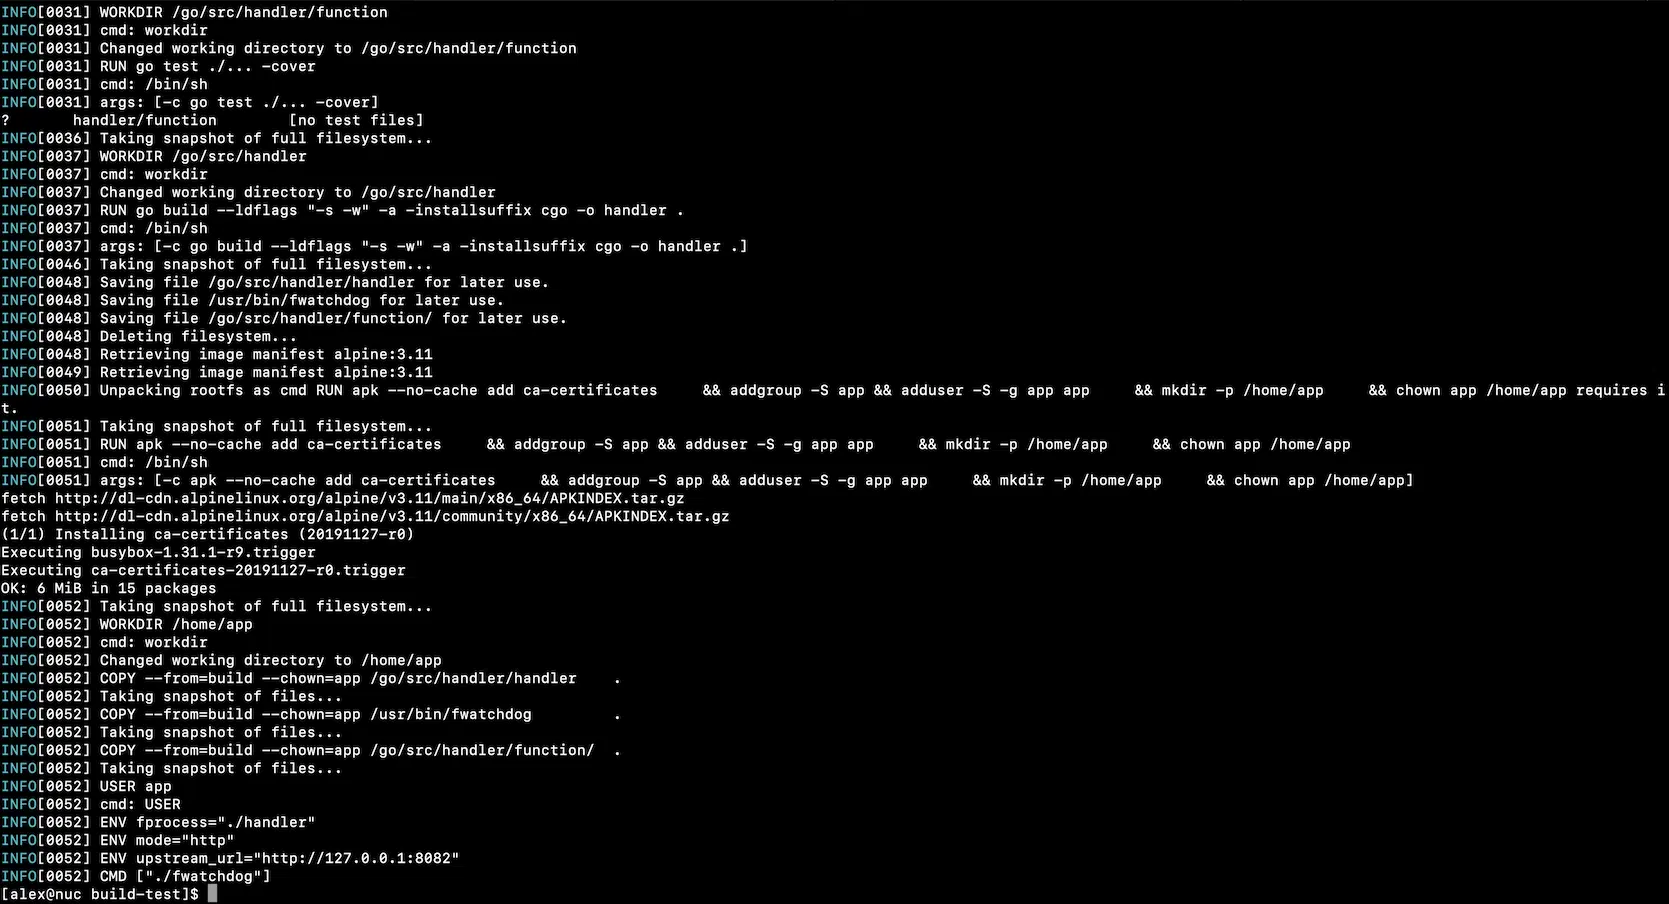 INFO[0031] WORKDIR /go/src/handler/function
INFO[0031] cmd: workdir
INFO[0031] Changed working directory to /go/src/handler/function
INFO[0031] RUN go test ./... -cover
INFO[0031] cmd: /bin/sh
INFO[0031] args: [-c go test ./... -cover]
?       handler/function        [no test files]
INFO[0036] Taking snapshot of full filesystem...
INFO[0037] WORKDIR /go/src/handler
INFO[0037] cmd: workdir
INFO[0037] Changed working directory to /go/src/handler
INFO[0037] RUN go build --ldflags "-s -w" -a -installsuffix cgo -o handler .
INFO[0037] cmd: /bin/sh
INFO[0037] args: [-c go build --ldflags "-s -w" -a -installsuffix cgo -o handler .]
INFO[0046] Taking snapshot of full filesystem...
INFO[0048] Saving file /go/src/handler/handler for later use.
INFO[0048] Saving file /usr/bin/fwatchdog for later use.
INFO[0048] Saving file /go/src/handler/function/ for later use.
INFO[0048] Deleting filesystem...
INFO[0048] Retrieving image manifest alpine:3.11
INFO[0049] Retrieving image manifest alpine:3.11
INFO[0050] Unpacking rootfs as cmd RUN apk --no-cache add ca-certificates     && addgroup -S app && adduser -S -g app app     && mkdir -p /home/app     && chown app /home/app requires i
t.
INFO[0051] Taking snapshot of full filesystem...
INFO[0051] RUN apk --no-cache add ca-certificates     && addgroup -S app && adduser -S -g app app     && mkdir -p /home/app     && chown app /home/app
INFO[0051] cmd: /bin/sh
INFO[0051] args: [-c apk --no-cache add ca-certificates     && addgroup -S app && adduser -S -g app app     && mkdir -p /home/app     && chown app /home/app]
fetch http://dl-cdn.alpinelinux.org/alpine/v3.11/main/x86_64/APKINDEX.tar.gz
fetch http://dl-cdn.alpinelinux.org/alpine/v3.11/community/x86_64/APKINDEX.tar.gz
(1/1) Installing ca-certificates (20191127-r0)
Executing busybox-1.31.1-r9.trigger
Executing ca-certificates-20191127-r0.trigger
OK: 6 MiB in 15 packages
INFO[0052] Taking snapshot of full filesystem...
INFO[0052] WORKDIR /home/app
INFO[0052] cmd: workdir
INFO[0052] Changed working directory to /home/app
INFO[0052] COPY --from=build --chown=app /go/src/handler/handler    .
INFO[0052] Taking snapshot of files...
INFO[0052] COPY --from=build --chown=app /usr/bin/fwatchdog         .
INFO[0052] Taking snapshot of files...
INFO[0052] COPY --from=build --chown=app /go/src/handler/function/  .
INFO[0052] Taking snapshot of files...
INFO[0052] USER app
INFO[0052] cmd: USER
INFO[0052] ENV fprocess="./handler"
INFO[0052] ENV mode="http"
INFO[0052] ENV upstream_url="http://127.0.0.1:8082"
INFO[0052] CMD ["./fwatchdog"]
[alex@nuc build-test]$